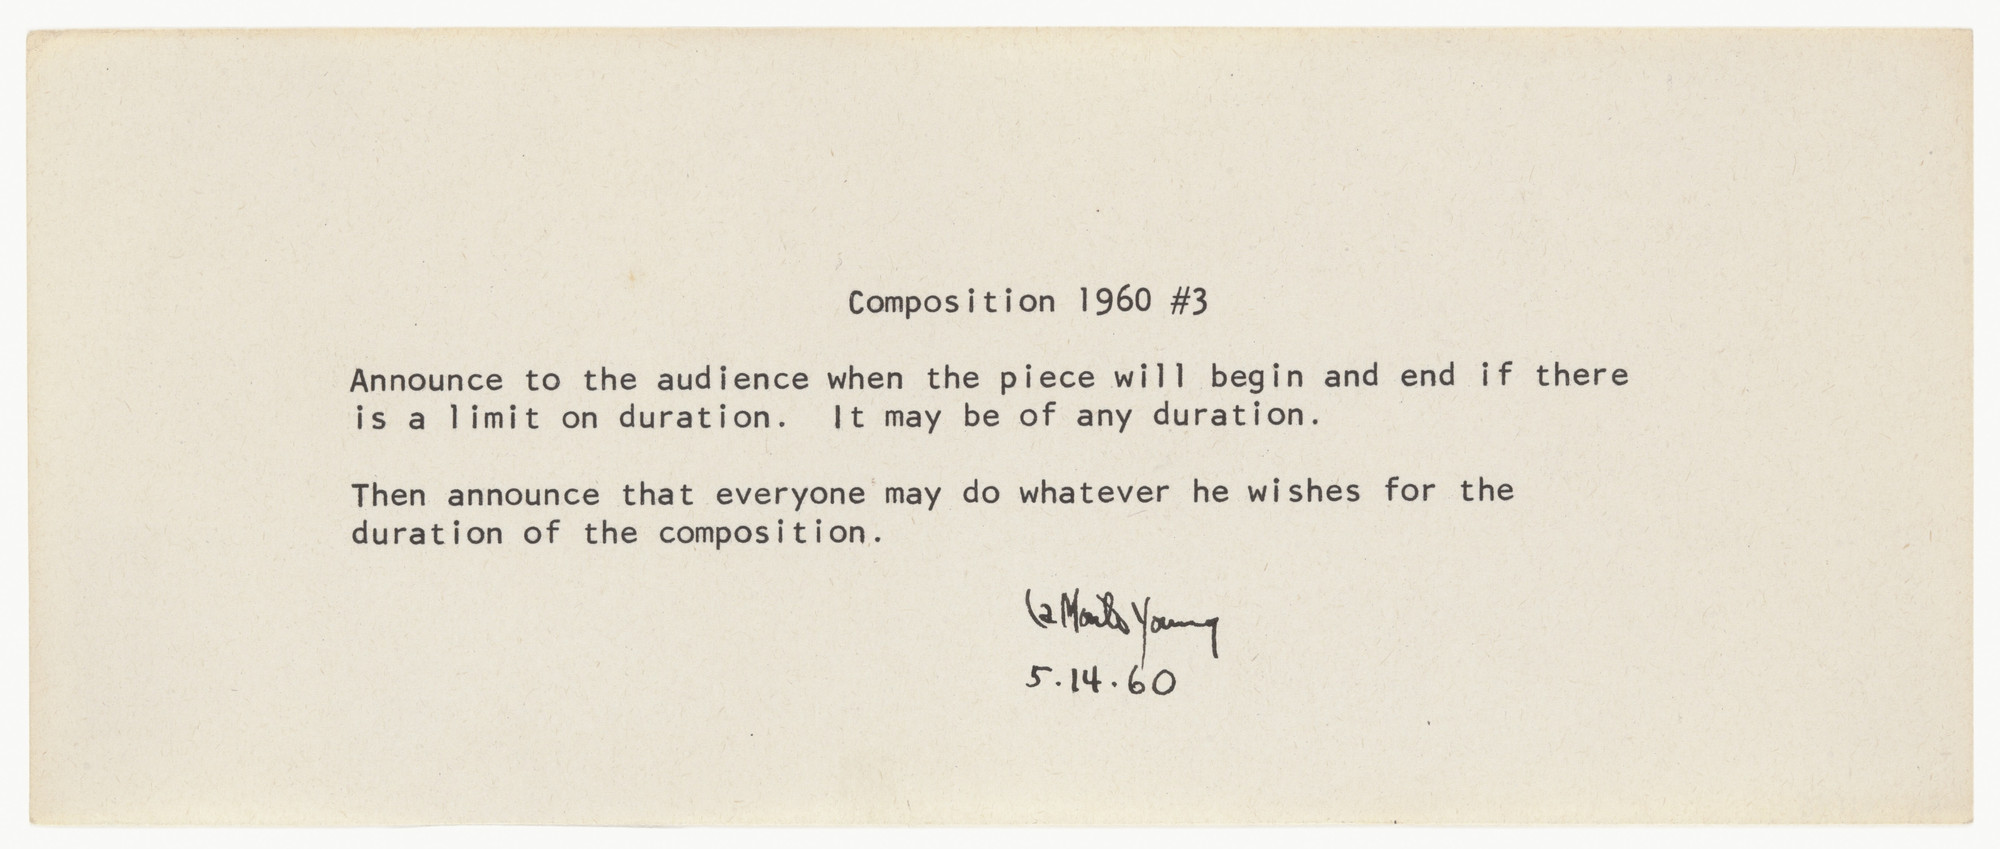 Composition 1960 #3
Announce to the audience when the piece will begin and end if there
is a limit on duration.  It may be of any duration.
Then announce that everyone may do whatever he wishes for the
duration of the composition.
La Monte Young
5.14.60